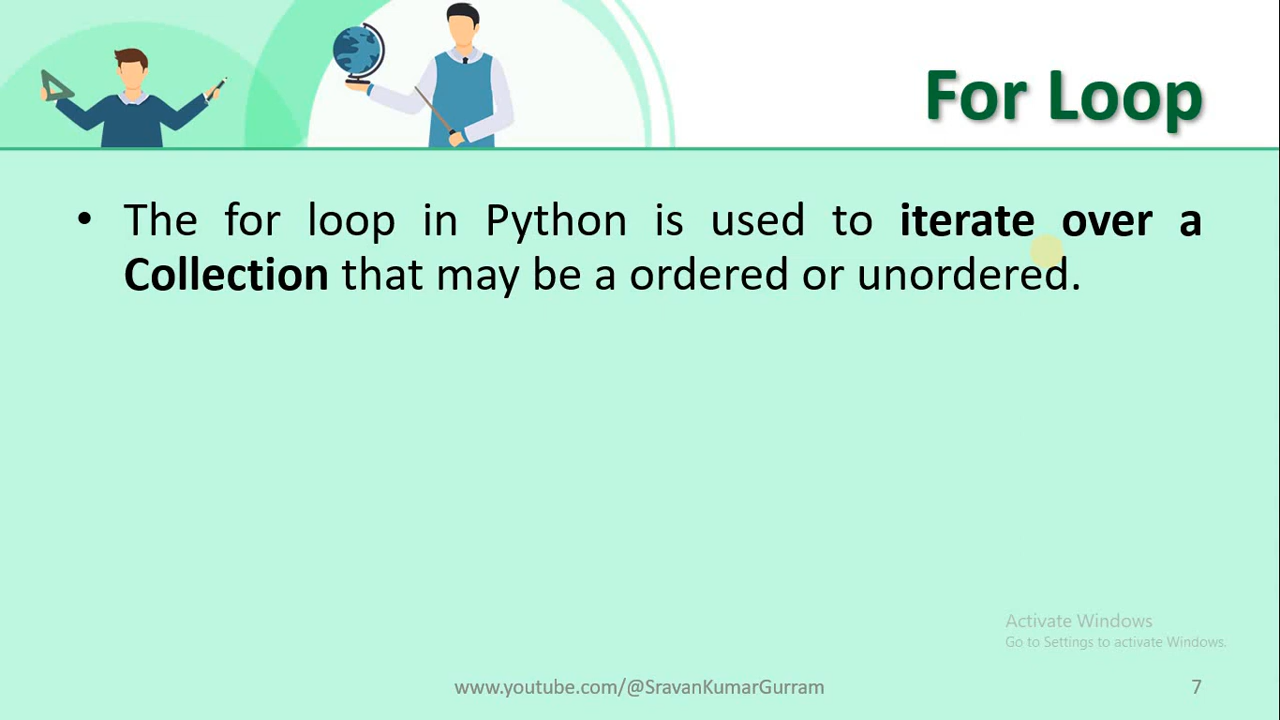 For Loop
• The for loop in Python is used to iterate over a
Collection that may be a ordered or unordered.
Activate Windows
Go to Settings to activate Windows.
www.youtube.com/@SravanKumarGurram
7